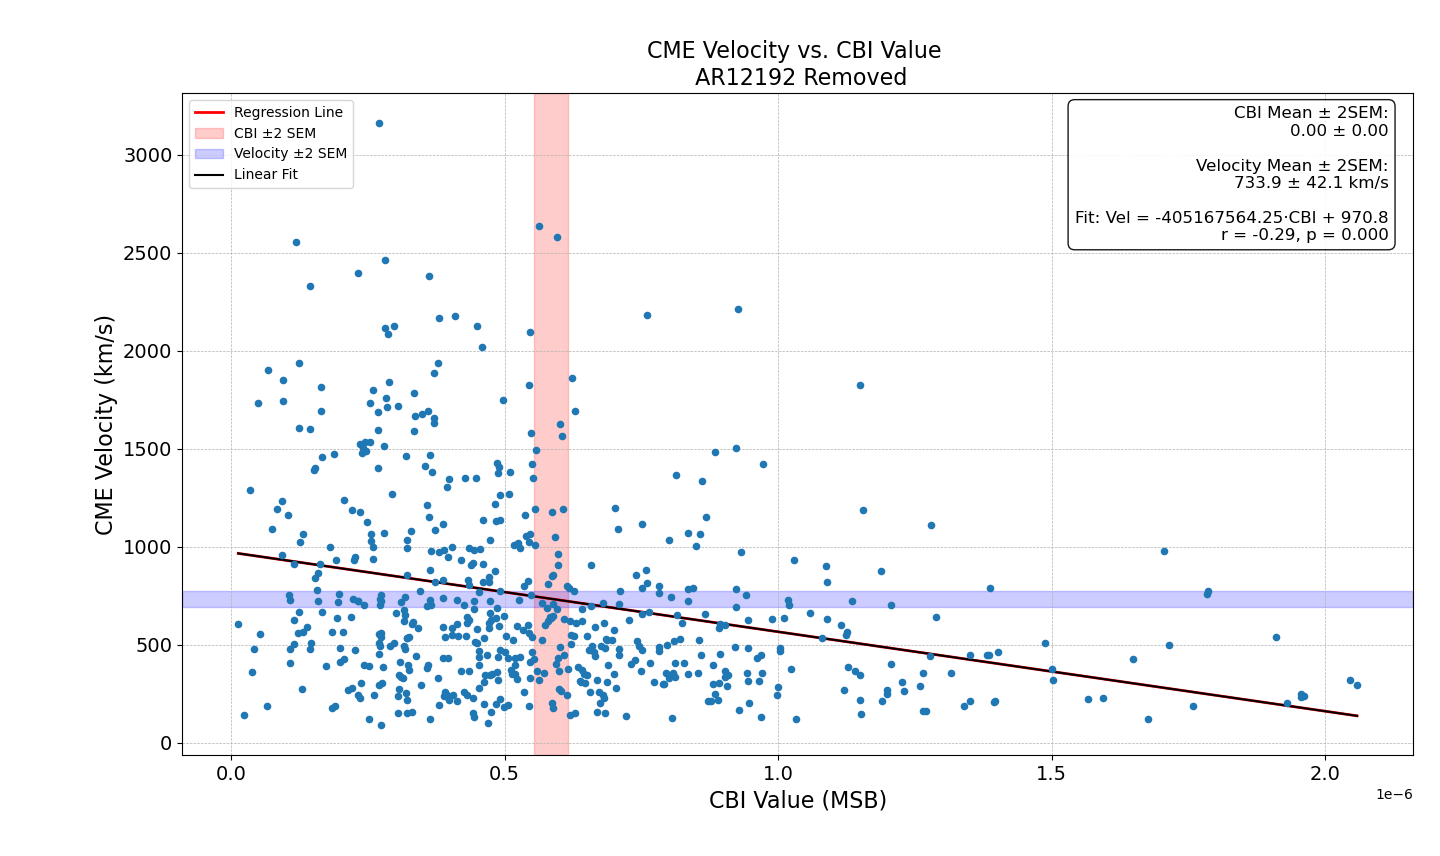 CME Velocity vs. CBI Value
AR12192 Removed
Regression Line
CBI ±2 SEM
Velocity ±2 SEM
Linear Fit
CBI Mean ± 2SEM:
0.00 ± 0.00
Velocity Mean ± 2SEM:
733.9 ± 42.1 km/s
Fit: Vel = -405167564.25·CBI + 970.8
r = -0.29, p = 0.000
CME Velocity (km/s)
3000
2500
2000
1500
1000
500
0
0.0
0.5
1.0
1.5
2.0
1e−6
CBI Value (MSB)